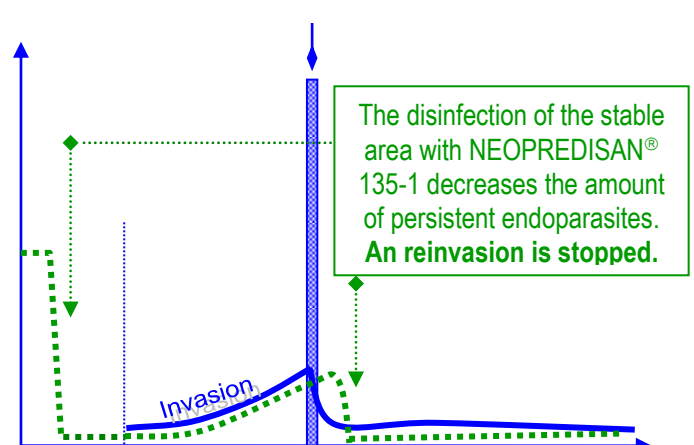 The disinfection of the stable
area with NEOPREDISAN®
135-1 decreases the amount
of persistent endoparasites.
An reinvasion is stopped.
Invasion